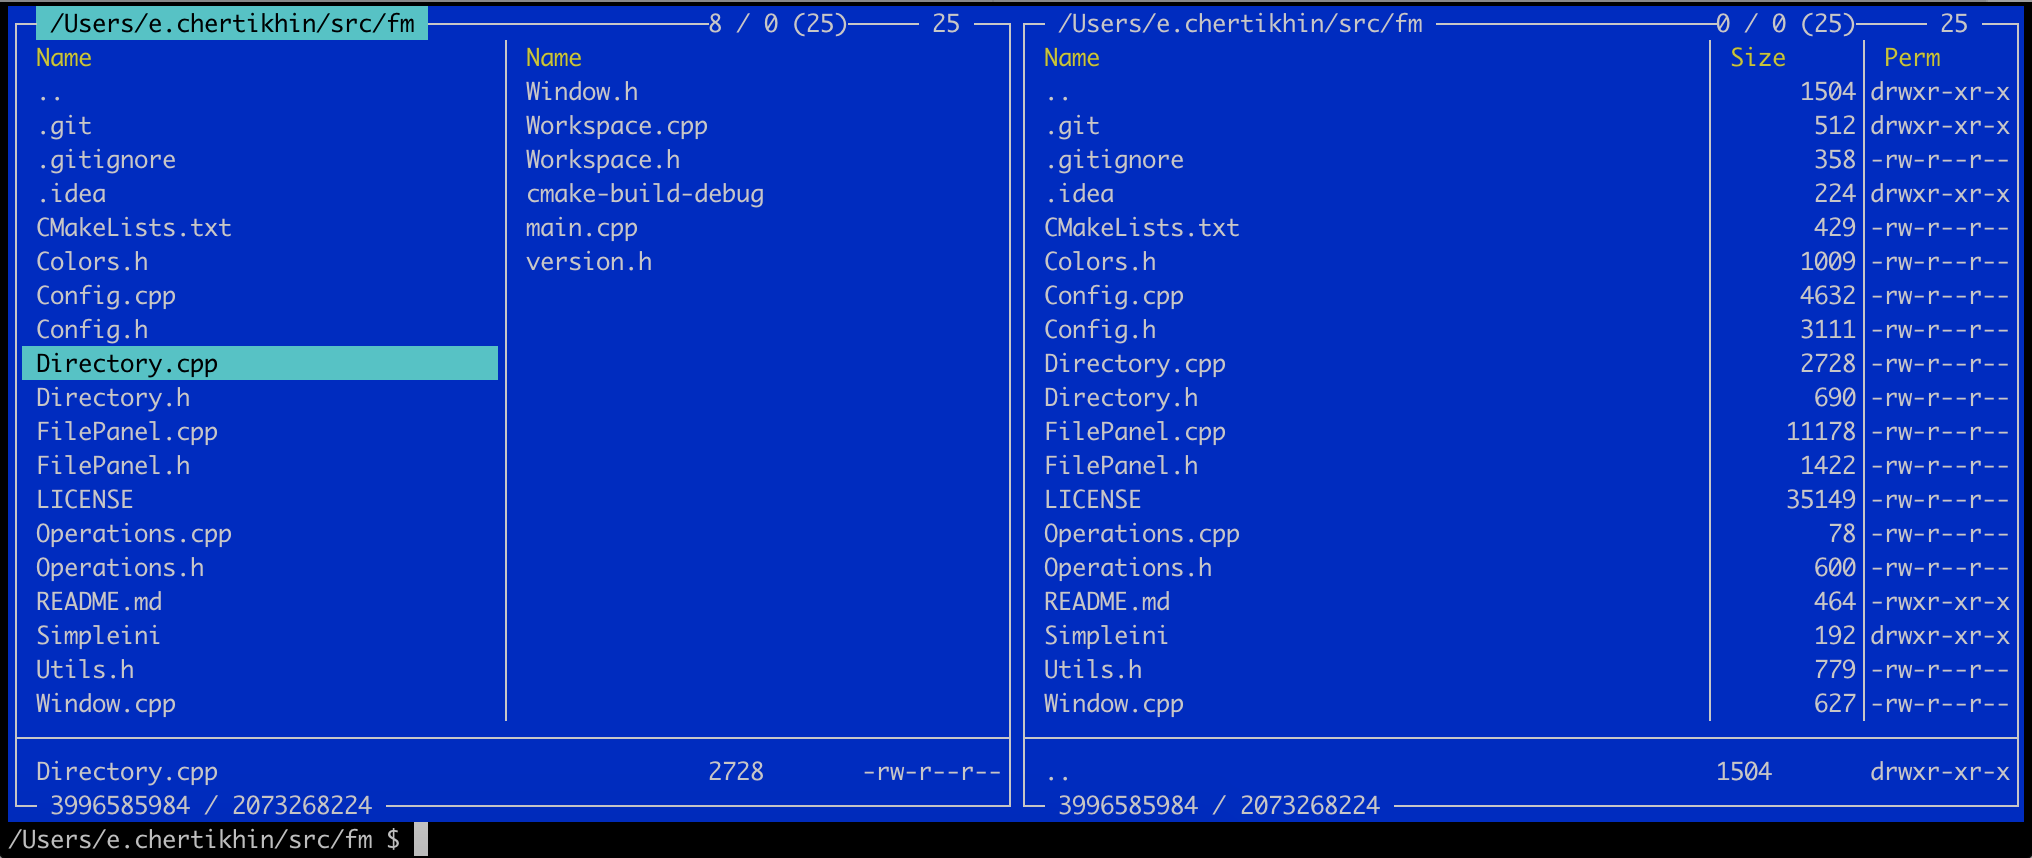 /Users/e.chertikhin/src/fm 8 / 0 (25) 25
Name Name
.. Window.h
.git Workspace.cpp
.gitignore Workspace.h
.idea cmake-build-debug
CMakeLists.txt main.cpp
Colors.h version.h
Config.cpp
Config.h
Directory.cpp
Directory.h
FilePanel.cpp
FilePanel.h
LICENSE
Operations.cpp
Operations.h
README.md
Simpleini
Utils.h
Window.cpp
Directory.cpp 2728 -rw-r--r--
3996585984 / 2073268224
/Users/e.chertikhin/src/fm 0 / 0 (25) 25
Name Size Perm
.. 1504 drwxr-xr-x
.git 512 drwxr-xr-x
.gitignore 358 -rw-r--r--
.idea 224 drwxr-xr-x
CMakeLists.txt 429 -rw-r--r--
Colors.h 1009 -rw-r--r--
Config.cpp 4632 -rw-r--r--
Config.h 3111 -rw-r--r--
Directory.cpp 2728 -rw-r--r--
Directory.h 690 -rw-r--r--
FilePanel.cpp 11178 -rw-r--r--
FilePanel.h 1422 -rw-r--r--
LICENSE 35149 -rw-r--r--
Operations.cpp 78 -rw-r--r--
Operations.h 600 -rw-r--r--
README.md 464 -rwxr-xr-x
Simpleini 192 drwxr-xr-x
Utils.h 779 -rw-r--r--
Window.cpp 627 -rw-r--r--
.. 1504 drwxr-xr-x
3996585984 / 2073268224
/Users/e.chertikhin/src/fm $